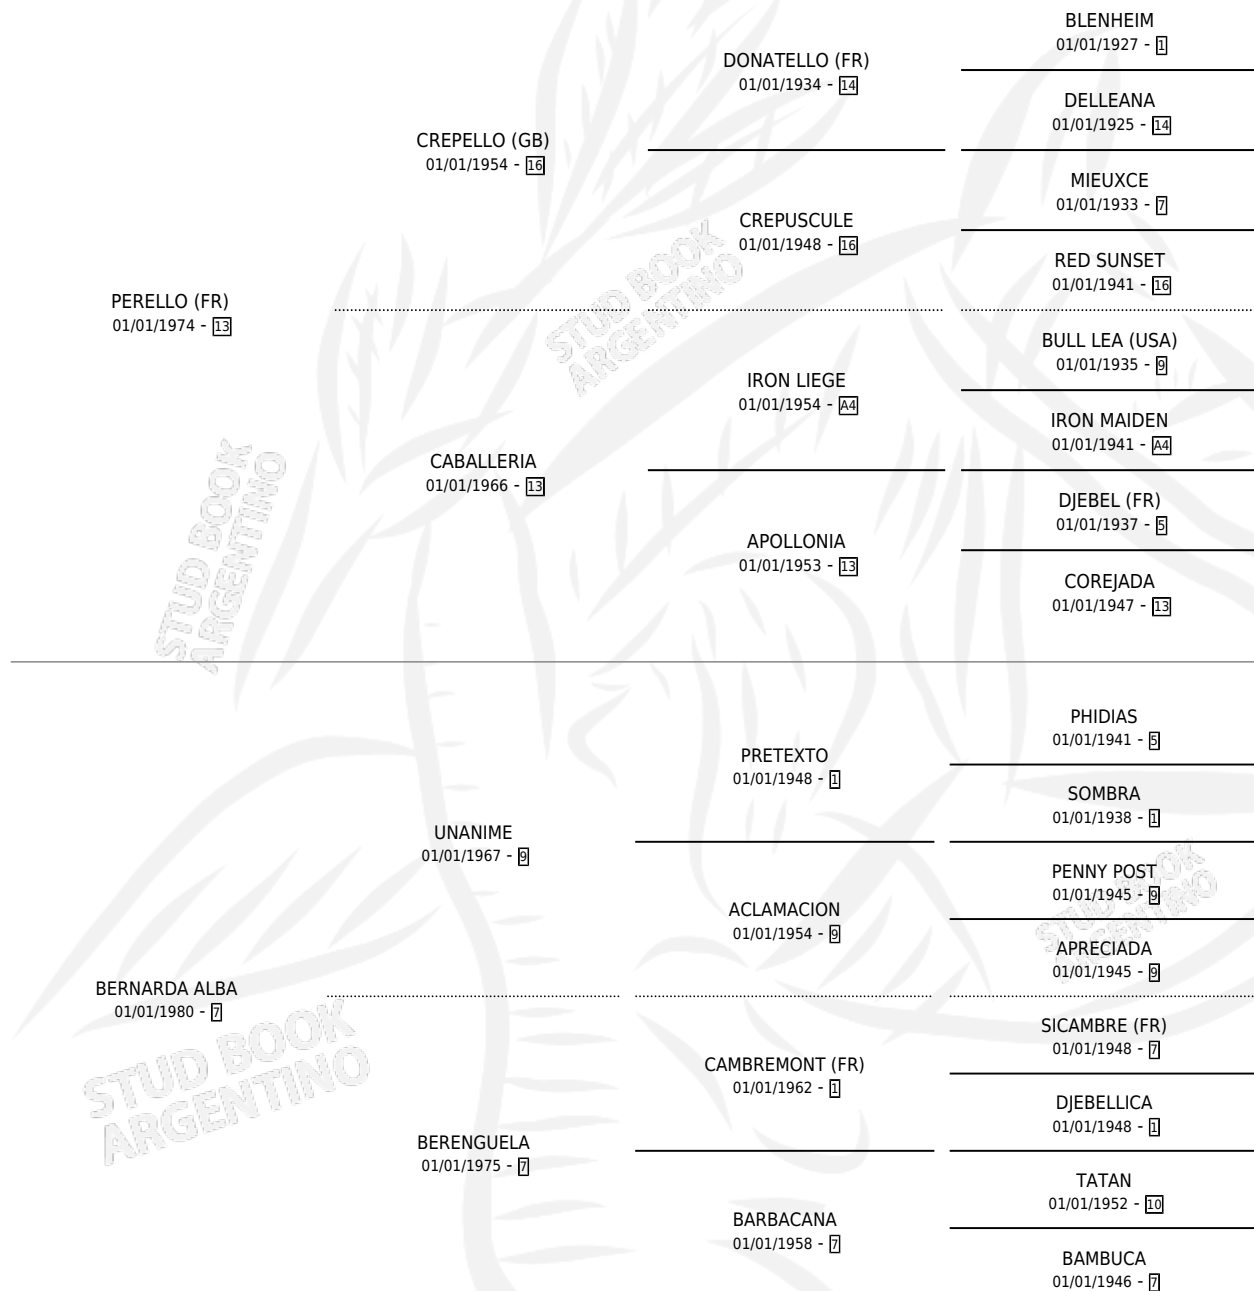 BLENHEIM
01/01/1927 - 1
DONATELLO (FR)
01/01/1934 - 14
DELLEANA
01/01/1925 - 14
CREPELLO (GB)
01/01/1954 - 16
MIEUXCE
01/01/1933 - 7
CREPUSCULE
01/01/1948 - 16
RED SUNSET
01/01/1941 - 16
PERELLO (FR)
01/01/1974 - 13
STUD BOOK
ARGENTINO
BULL LEA (USA)
01/01/1935 - 9
IRON LIEGE
01/01/1954 - A4
IRON MAIDEN
01/01/1941 - A4
CABALLERIA
01/01/1966 - 13
DJEBEL (FR)
01/01/1937 - 5
APOLLONIA
01/01/1953 - 13
COREJADA
01/01/1947 - 13
STUD BOOK
ARGENTINO
PHIDIAS
01/01/1941 - 5
PRETEXTO
01/01/1948 - 1
SOMBRA
01/01/1938 - 1
UNANIME
01/01/1967 - 9
PENNY POST
01/01/1945 - 9
ACLAMACION
01/01/1954 - 9
STUD BOOK
ARGENTINO
APRECIADA
01/01/1945 - 9
BERNARDA ALBA
01/01/1980 - 7
STUD BOOK
ARGENTINO
SICAMBRE (FR)
01/01/1948 - 7
CAMBREMONT (FR)
01/01/1962 - 1
DJEBELLICA
01/01/1948 - 1
BERENGUELA
01/01/1975 - 7
TATAN
01/01/1952 - 10
BARBACANA
01/01/1958 - 7
BAMBUCA
01/01/1946 - 7